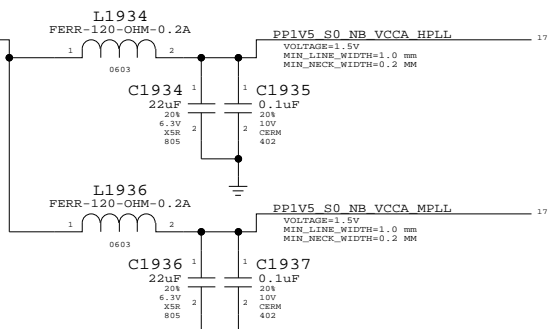 L1934
FERR-120-OHM-0.2A
1 2
0603
PP1V5_S0_NB_VCCA_HPLL 17
VOLTAGE=1.5V
MIN_LINE_WIDTH=1.0 mm
MIN_NECK_WIDTH=0.2 MM
C1934 1
22uF
20%
6.3V
X5R 2
805
1 C1935
0.1uF
20%
10V
2 CERM
402
L1936
FERR-120-OHM-0.2A
1 2
0603
PP1V5_S0_NB_VCCA_MPLL 17
VOLTAGE=1.5V
MIN_LINE_WIDTH=1.0 mm
MIN_NECK_WIDTH=0.2 MM
C1936 1
22uF
20%
6.3V 2
X5R
805
1 C1937
0.1uF
20%
2 10V
CERM
402